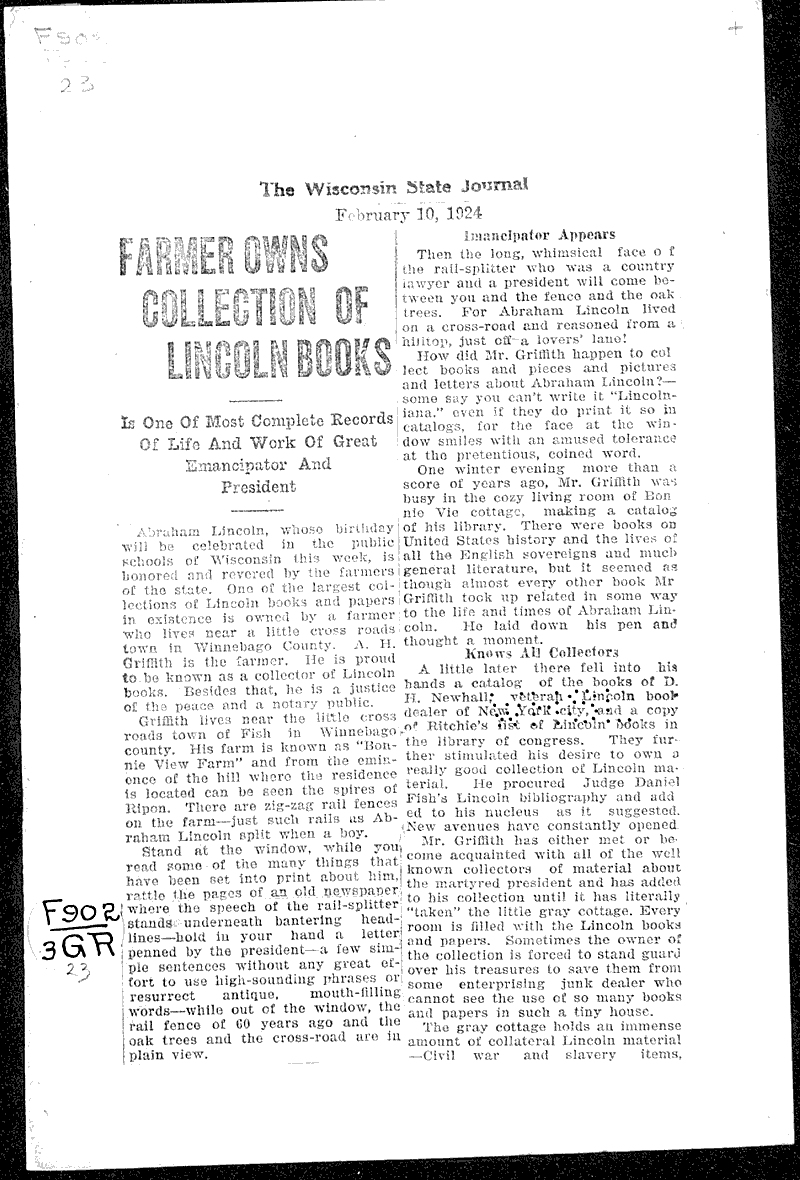 F902
23
+
The Wisconsin State Journal
February 10, 1924
FARMER OWNS
COLLECTION OF
LINCOLN BOOKS
Is One Of Most Complete Records
Of Life And Work Of Great
Emancipator And
President
Abraham Lincoln, whose birthday
will be celebrated in the public
schools of Wisconsin this week, is
honored and revered by the farmers
of the state. One of the largest col-
lections of Lincoln books and papers
in existence is owned by a farmer
who lives near a little cross roads
town in Winnebago County. A. H.
Griffith is the farmer. He is proud
to be known as a collector of Lincoln
books. Besides that, he is a justice
of the peace and a notary public.
Griffith lives near the little cross
roads town of Fish in Winnebago
county. His farm is known as "Bon-
nie View Farm" and from the emin-
ence of the hill where the residence
is located can be seen the spires of
Ripon. There are zig-zag rail fences
on the farm—just such rails as Ab-
raham Lincoln split when a boy.
Stand at the window, while you
read some of the many things that
have been set into print about him,
rattle the pages of an old newspaper
where the speech of the rail-splitter
stands underneath bantering head-
lines—hold in your hand a letter
penned by the president—a few sim-
ple sentences without any great ef-
fort to use high-sounding phrases or
resurrect antique, mouth-filling
words—while out of the window, the
rail fence of 60 years ago and the
oak trees and the cross-road are in
plain view.
F902
3GR
23
Emancipator Appears
Then the long, whimsical face of
the rail-splitter who was a country
lawyer and a president will come be-
tween you and the fence and the oak
trees. For Abraham Lincoln lived
on a cross-road and reasoned from a
hilltop, just off a lovers' lane!
How did Mr. Griffith happen to col
lect books and pieces and pictures
and letters about Abraham Lincoln?—
some say you can't write it "Lincoln-
iana." even if they do print it so in
catalogs, for the face at the win-
dow smiles with an amused tolerance
at the pretentious, coined word.
One winter evening more than a
score of years ago, Mr. Griffith was
busy in the cozy living room of Bon
nie Vie cottage, making a catalog
of his library. There were books on
United States history and the lives of
all the English sovereigns and much
general literature, but it seemed as
though almost every other book Mr
Griffith took up related in some way
to the life and times of Abraham Lin-
coln. He laid down his pen and
thought a moment.
Knows All Collectors
A little later there fell into his
hands a catalog of the books of D.
H. Newhall, veteran Lincoln book
dealer of New York city, and a copy
of Ritchie's list of Lincoln books in
the library of congress. They fur-
ther stimulated his desire to own a
really good collection of Lincoln ma-
terial. He procured Judge Daniel
Fish's Lincoln bibliography and add
ed to his nucleus as it suggested.
New avenues have constantly opened
Mr. Griffith has either met or be-
come acquainted with all of the well
known collectors of material about
the martyred president and has added
to his collection until it has literally
"taken" the little gray cottage. Every
room is filled with the Lincoln books
and papers. Sometimes the owner of
the collection is forced to stand guard
over his treasures to save them from
some enterprising junk dealer who
cannot see the use of so many books
and papers in such a tiny house.
The gray cottage holds an immense
amount of collateral Lincoln material
—Civil war and slavery items,